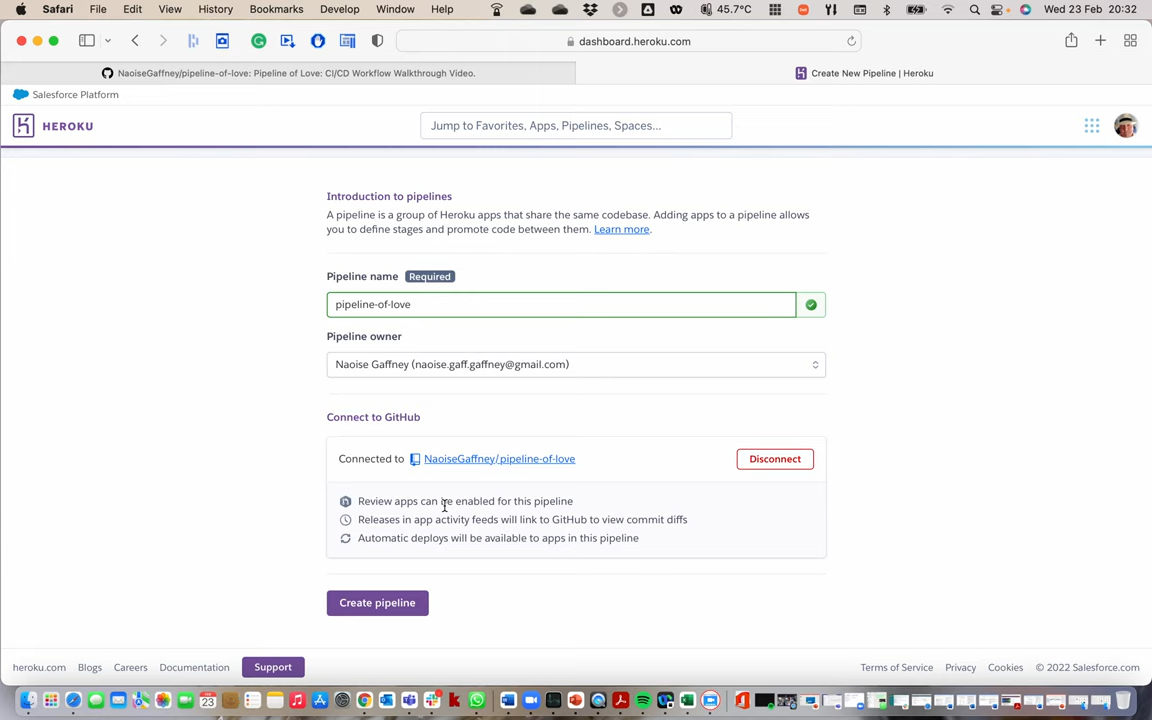 Safari File Edit View History Bookmarks Develop Window Help 45.7°C Wed 23 Feb 20:32
dashboard.heroku.com
NaoiseGaffney/pipeline-of-love: Pipeline of Love: CI/CD Workflow Walkthrough Video.
Create New Pipeline | Heroku
Salesforce Platform
HEROKU
Jump to Favorites, Apps, Pipelines, Spaces...
Introduction to pipelines
A pipeline is a group of Heroku apps that share the same codebase. Adding apps to a pipeline allows
you to define stages and promote code between them. Learn more.
Pipeline name Required
pipeline-of-love
Pipeline owner
Naoise Gaffney (naoise.gaff.gaffney@gmail.com)
Connect to GitHub
Connected to NaoiseGaffney/pipeline-of-love Disconnect
Review apps can be enabled for this pipeline
Releases in app activity feeds will link to GitHub to view commit diffs
Automatic deploys will be available to apps in this pipeline
Create pipeline
heroku.com Blogs Careers Documentation Support Terms of Service Privacy Cookies © 2022 Salesforce.com
23